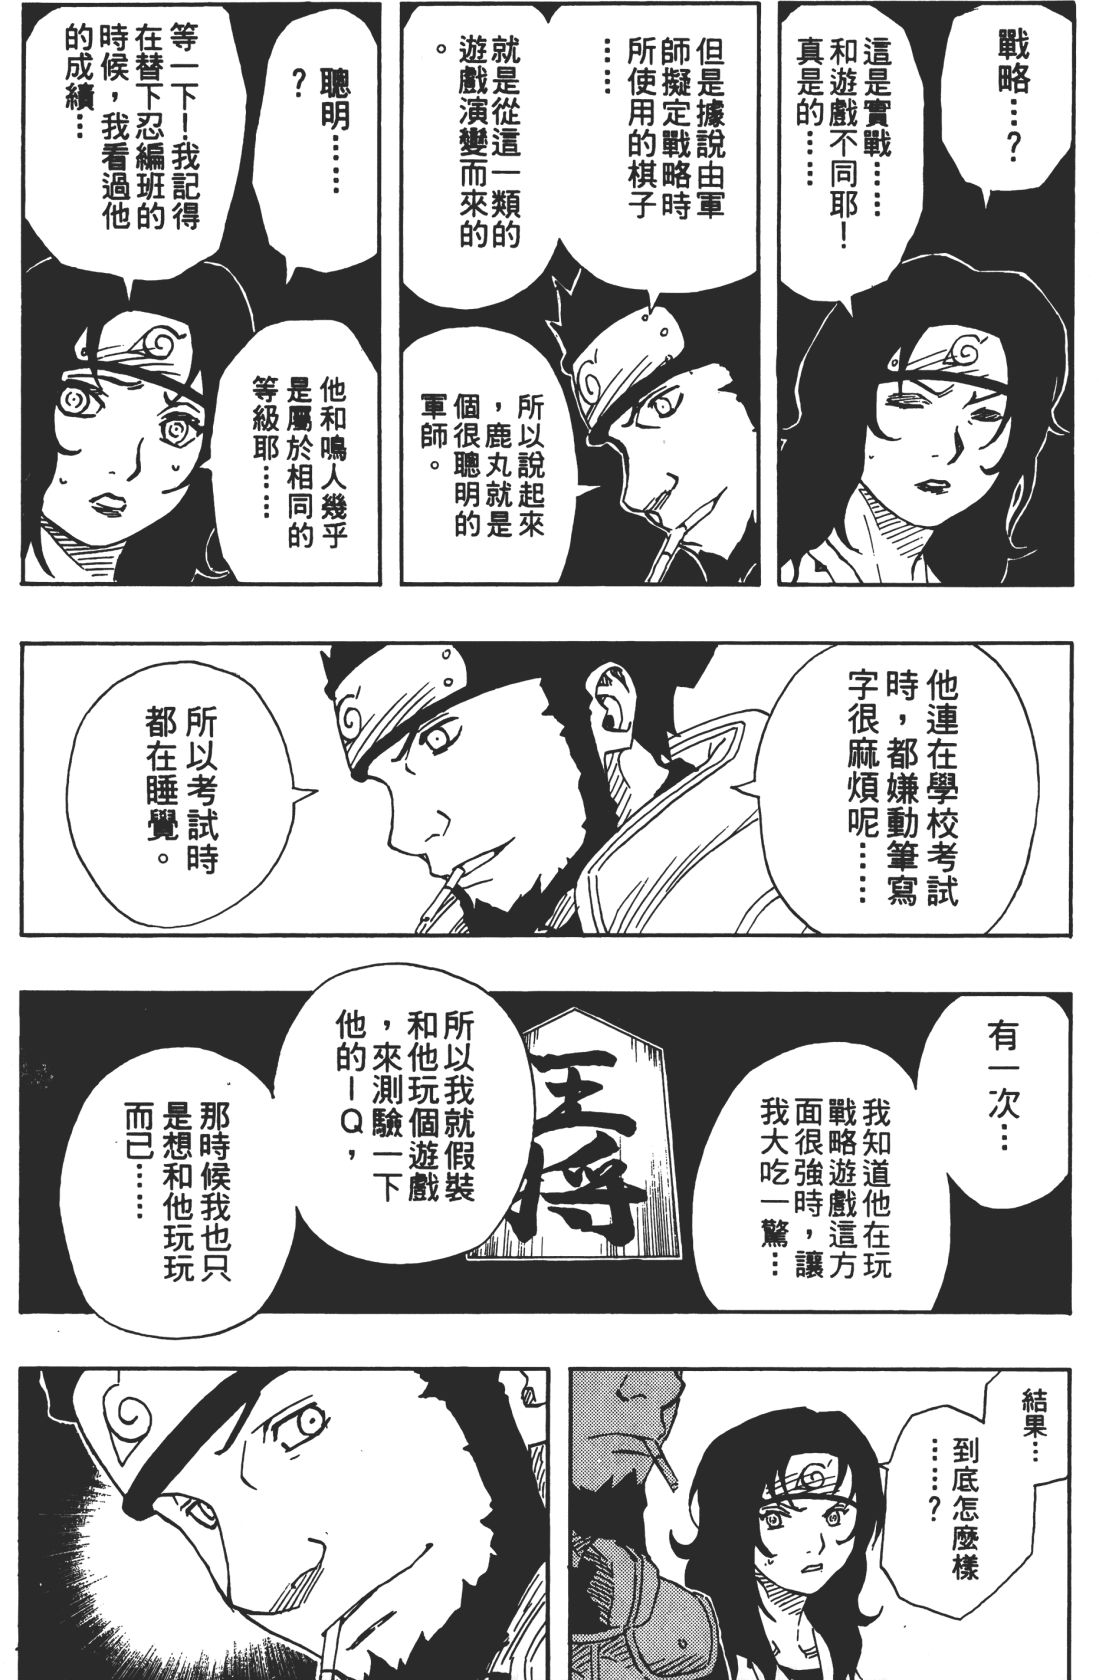 戰略…?
這是實戰……
和遊戲不同耶!
真是的……
但是據說由軍
師擬定戰略時
所使用的棋子
……
就是從這一類的
遊戲演變而來的
。
所以說起來
,鹿丸就是
個很聰明的
軍師。
聰明……
?
等一下!我記得
在替下忍編班的
時候,我看過他
的成績…
他和鳴人幾乎
是屬於相同的
等級耶……
他連在學校考試
時,都嫌動筆寫
字很麻煩呢……
所以考試時
都在睡覺。
有一次…
我知道他在玩
戰略遊戲這方
面很強時,讓
我大吃一驚…
王將
所以我就假裝
和他玩個遊戲
,來測驗一下
他的IQ,
那時候我也只
是想和他玩玩
而已……
結果…
到底怎麼樣
……?